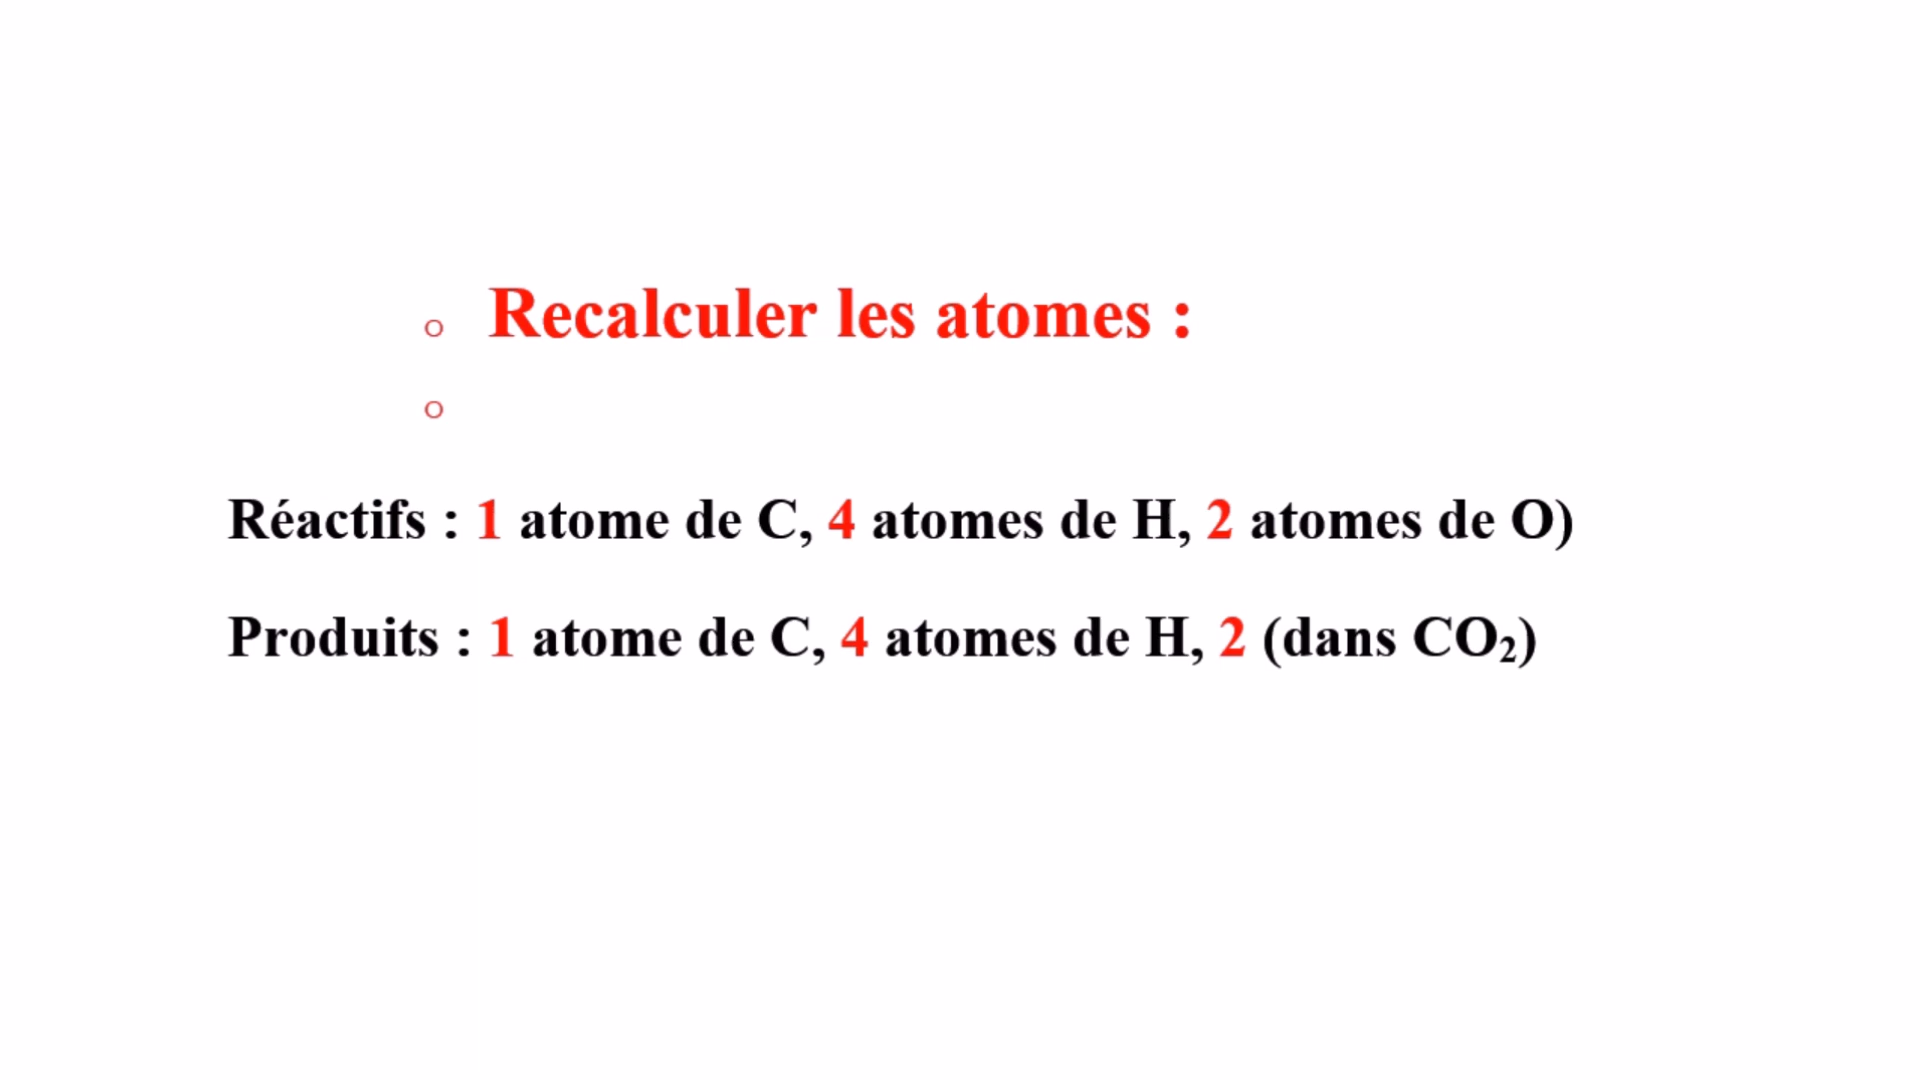 Recalculer les atomes :
Réactifs : 1 atome de C, 4 atomes de H, 2 atomes de O)
Produits : 1 atome de C, 4 atomes de H, 2 (dans CO₂)